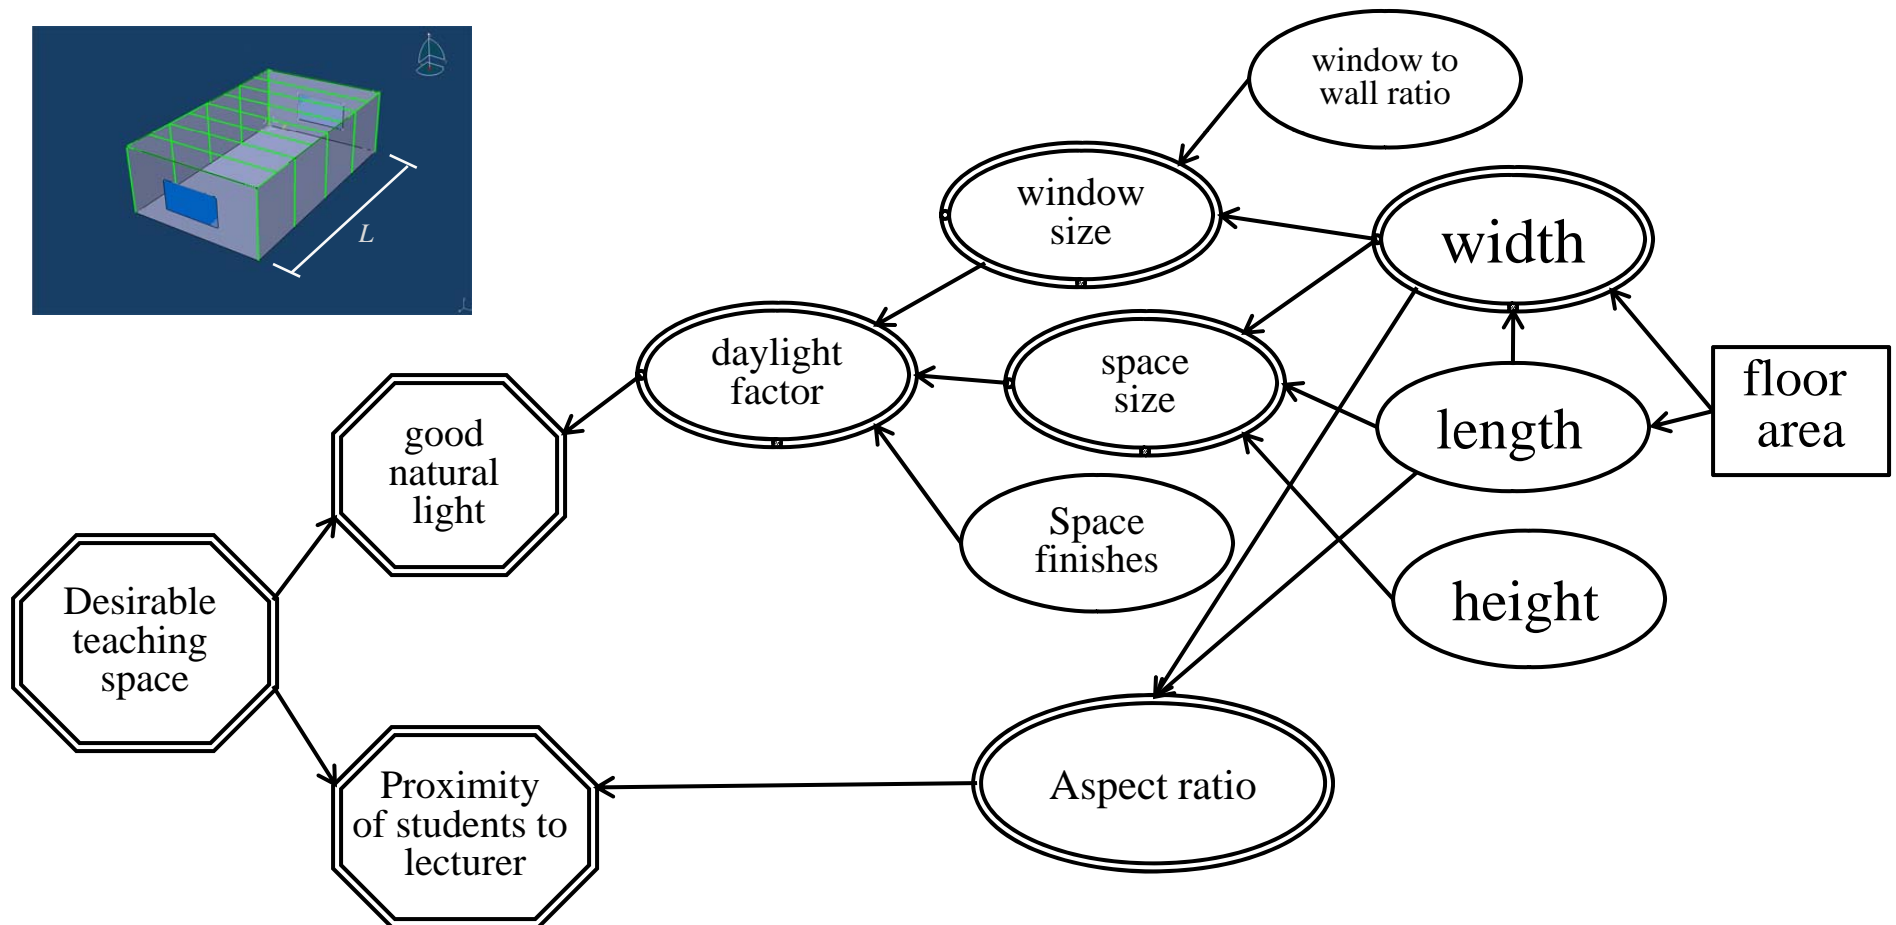 L
window to
wall ratio
window
size
width
daylight
factor
space
size
floor
area
length
good
natural
light
Space
finishes
height
Desirable
teaching
space
Proximity
of students to
lecturer
Aspect ratio